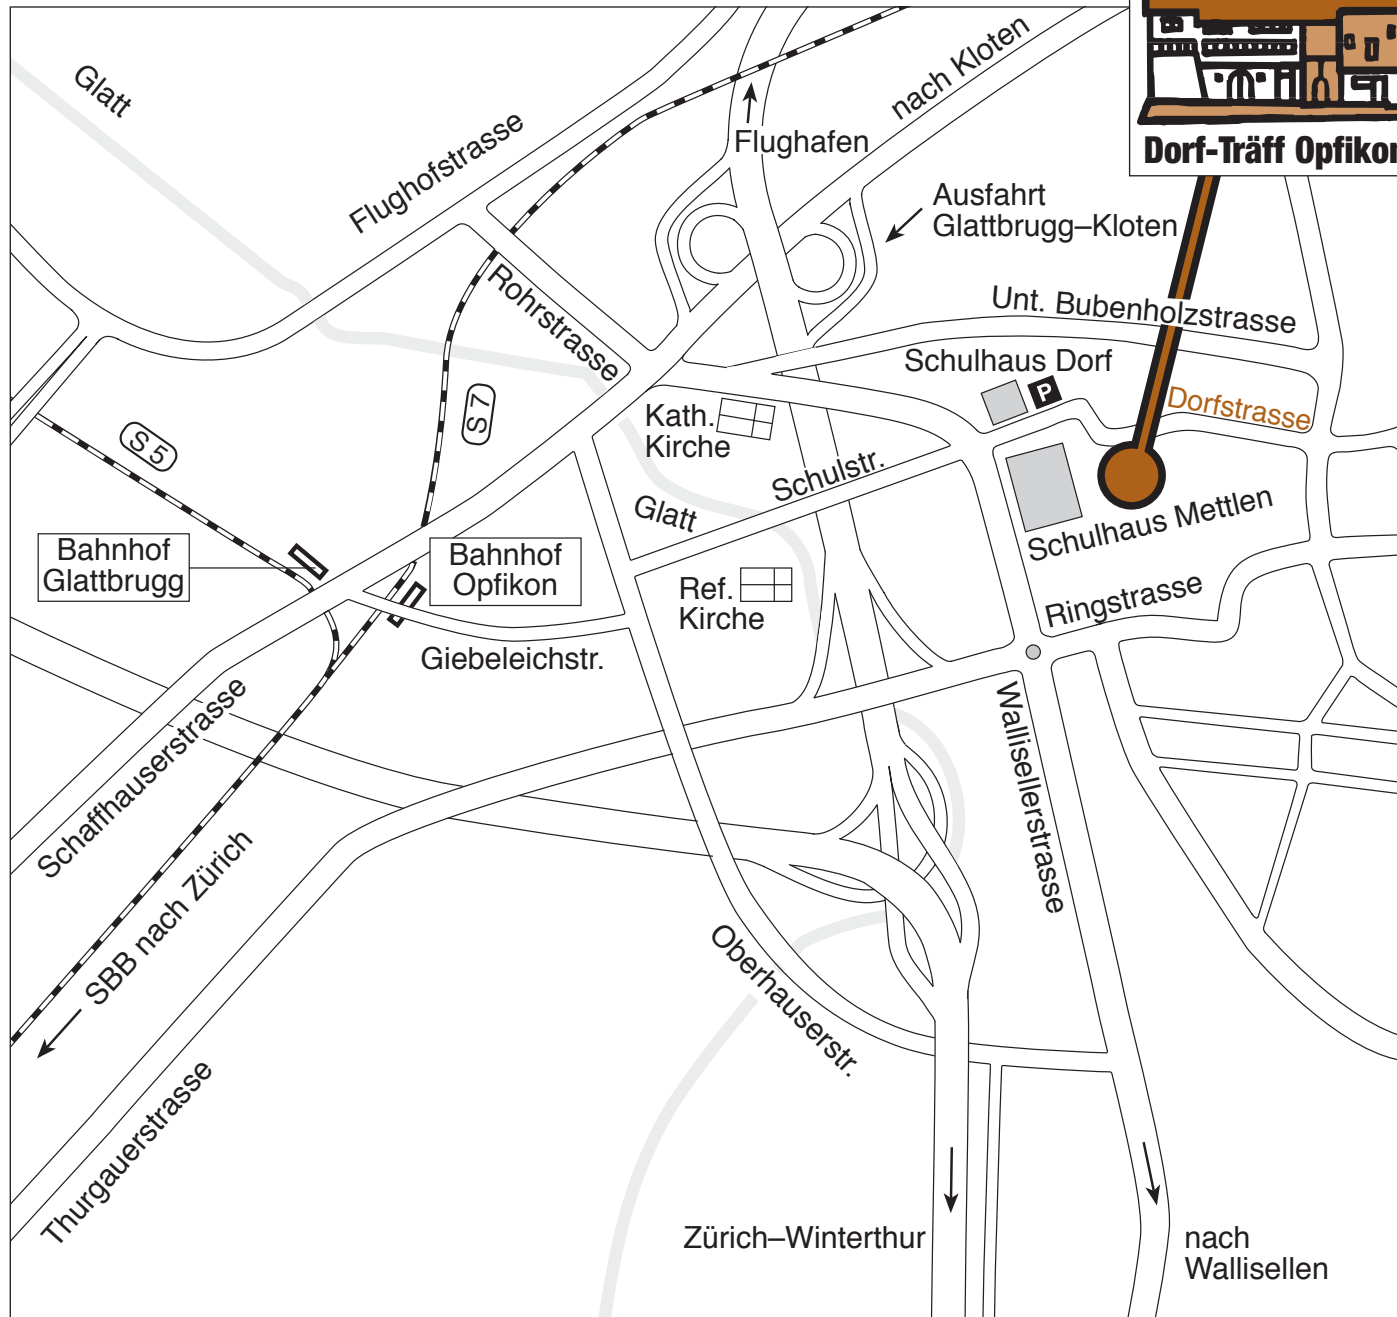 Glatt
Flughofstrasse
Flughafen
nach Kloten
Dorf-Träff Opfikon
Ausfahrt
Glattbrugg–Kloten
Rohrstrasse
Unt. Bubenholzstrasse
Schulhaus Dorf
P
Dorfstrasse
S 7
S 5
Kath.
Kirche
Schulstr.
Glatt
Schulhaus Mettlen
Bahnhof
Glattbrugg
Bahnhof
Opfikon
Ref.
Kirche
Ringstrasse
Giebeleichstr.
Schaffhauserstrasse
Wallisellerstrasse
SBB nach Zürich
Oberhauserstr.
Thurgauerstrasse
Zürich–Winterthur
nach
Wallisellen